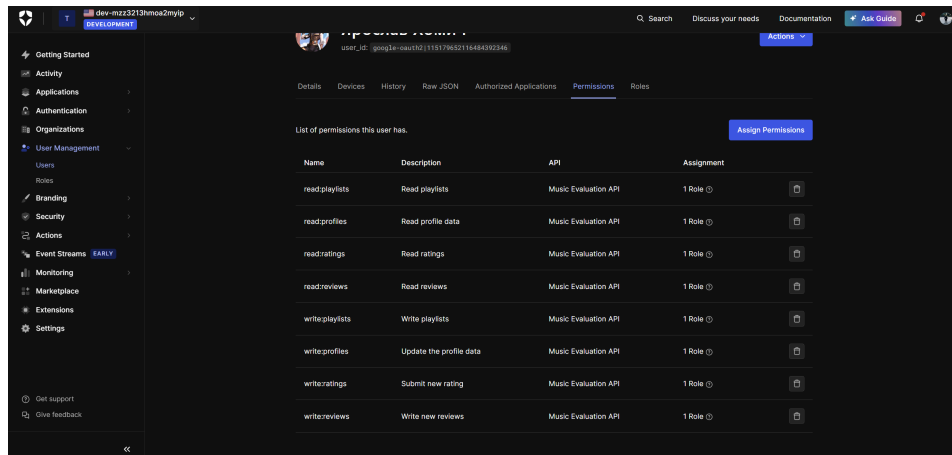 T
dev-mzz3213hmoa2myip
DEVELOPMENT
Search
Discuss your needs
Documentation
Ask Guide
Getting Started
Activity
Applications
Authentication
Organizations
User Management
Users
Roles
Branding
Security
Actions
Event Streams EARLY
Monitoring
Marketplace
Extensions
Settings
Get support
Give feedback
user_id: google-oauth2|115179652116484392346
Actions
Details Devices History Raw JSON Authorized Applications Permissions Roles
List of permissions this user has.
Assign Permissions
Name Description API Assignment
read:playlists Read playlists Music Evaluation API 1 Role
read:profiles Read profile data Music Evaluation API 1 Role
read:ratings Read ratings Music Evaluation API 1 Role
read:reviews Read reviews Music Evaluation API 1 Role
write:playlists Write playlists Music Evaluation API 1 Role
write:profiles Update the profile data Music Evaluation API 1 Role
write:ratings Submit new rating Music Evaluation API 1 Role
write:reviews Write new reviews Music Evaluation API 1 Role